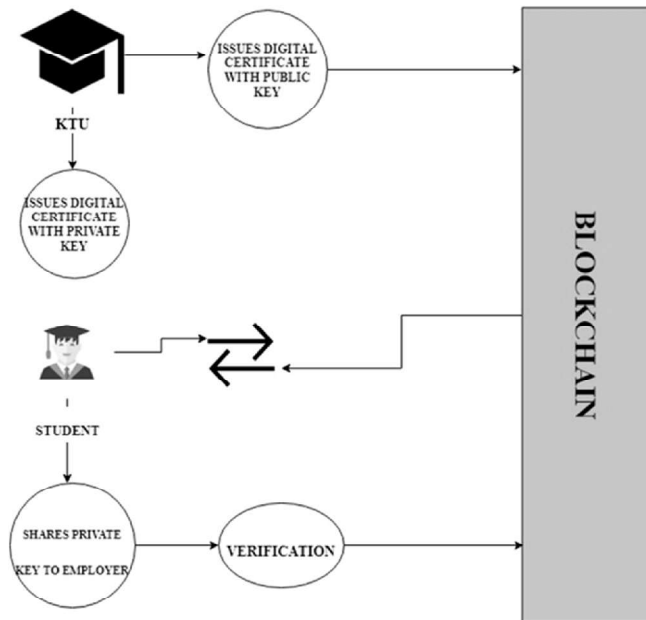 ISSUES DIGITAL
CERTIFICATE
WITH PUBLIC
KEY
KTU
ISSUES DIGITAL
CERTIFICATE
WITH PRIVATE
KEY
BLOCKCHAIN
STUDENT
SHARES PRIVATE
KEY TO EMPLOYER
VERIFICATION